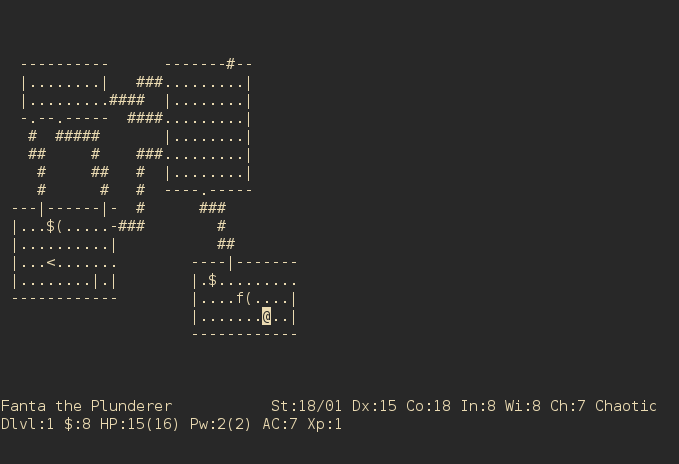 ----------      -------#--
 |........|   ###.........|
 |.........####  |........|
 -.--.-----  ####.........|
  #  #####       |........|
  ##     #    ###.........|
   #     ##   #  |........|
   #      #   #  ----.-----
---|------|-  #      ###
|...$(.....-###        #
|..........|           ##
|...<.......        ----|-------
|........|.|        |.$.........
------------        |....f(....|
                    |.......@..|
                    ------------
Fanta the Plunderer           St:18/01 Dx:15 Co:18 In:8 Wi:8 Ch:7 Chaotic
Dlvl:1 $:8 HP:15(16) Pw:2(2) AC:7 Xp:1